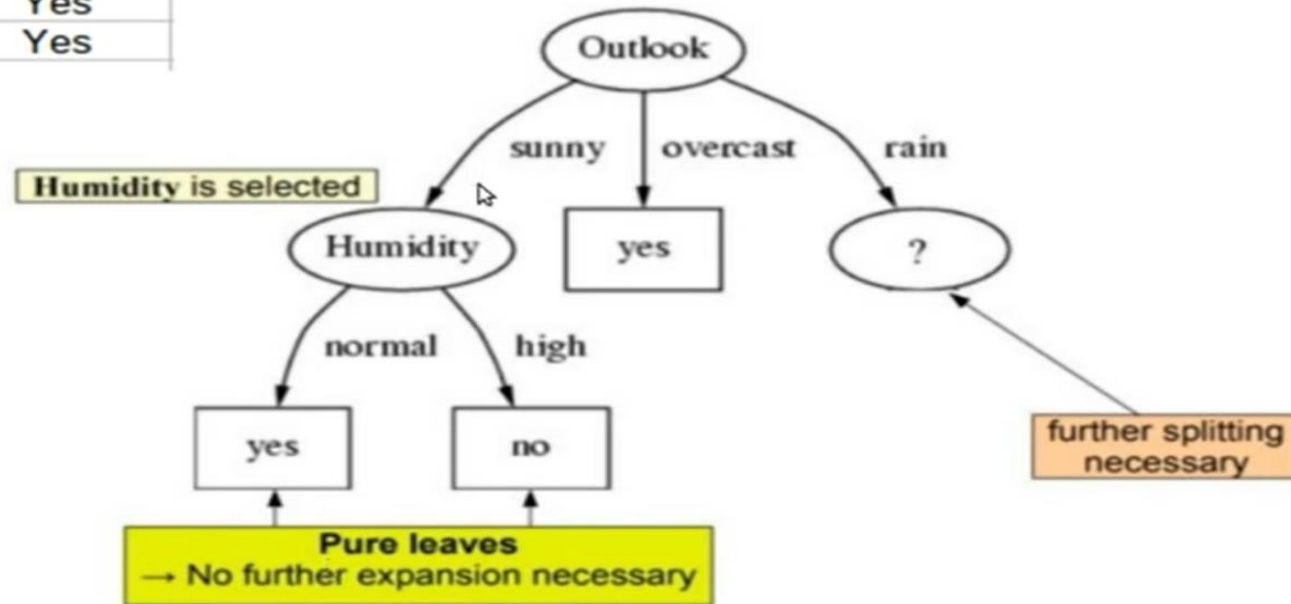 Yes
Yes
Outlook
sunny
overcast
rain
Humidity is selected
Humidity
yes
?
normal
high
yes
no
further splitting
necessary
Pure leaves
→ No further expansion necessary